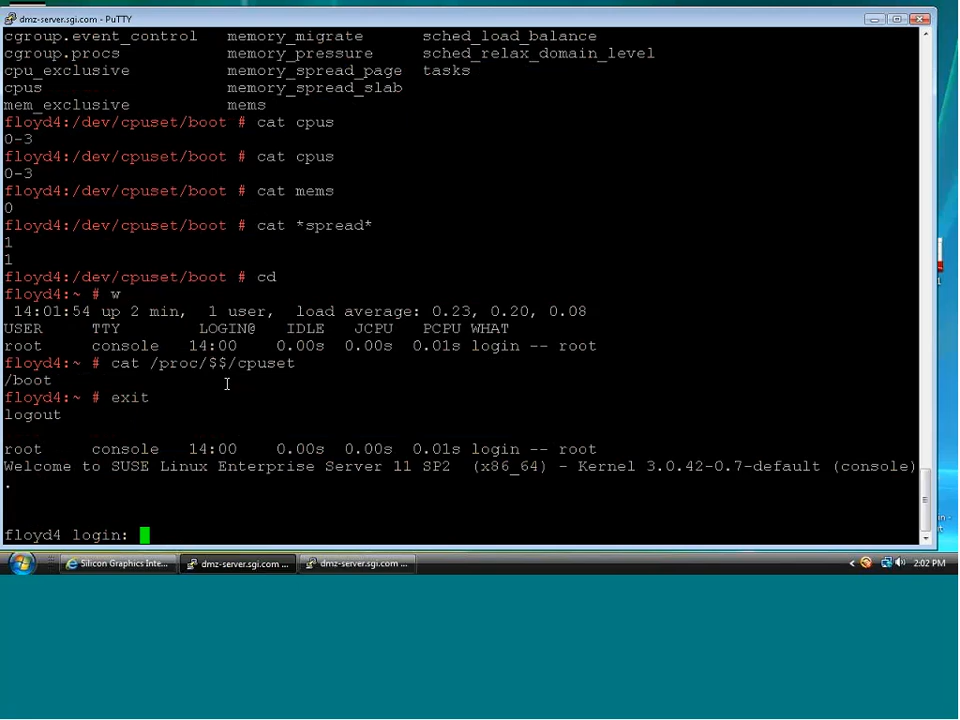 dmz-server.sgi.com - PuTTY
cgroup.event_control   memory_migrate      sched_load_balance
cgroup.procs           memory_pressure     sched_relax_domain_level
cpu_exclusive          memory_spread_page  tasks
cpus                   memory_spread_slab
mem_exclusive          mems
floyd4:/dev/cpuset/boot # cat cpus
0-3
floyd4:/dev/cpuset/boot # cat cpus
0-3
floyd4:/dev/cpuset/boot # cat mems
0
floyd4:/dev/cpuset/boot # cat *spread*
1
1
floyd4:/dev/cpuset/boot # cd
floyd4:~ # w
 14:01:54 up 2 min,  1 user,  load average: 0.23, 0.20, 0.08
USER     TTY        LOGIN@   IDLE   JCPU   PCPU WHAT
root     console   14:00    0.00s  0.00s  0.01s login -- root
floyd4:~ # cat /proc/$$/cpuset
/boot
floyd4:~ # exit
logout
root     console   14:00    0.00s  0.00s  0.01s login -- root
Welcome to SUSE Linux Enterprise Server 11 SP2  (x86_64) - Kernel 3.0.42-0.7-default (console)
.
floyd4 login:
Silicon Graphics Inte... dmz-server.sgi.com ... dmz-server.sgi.com ... 2:02 PM